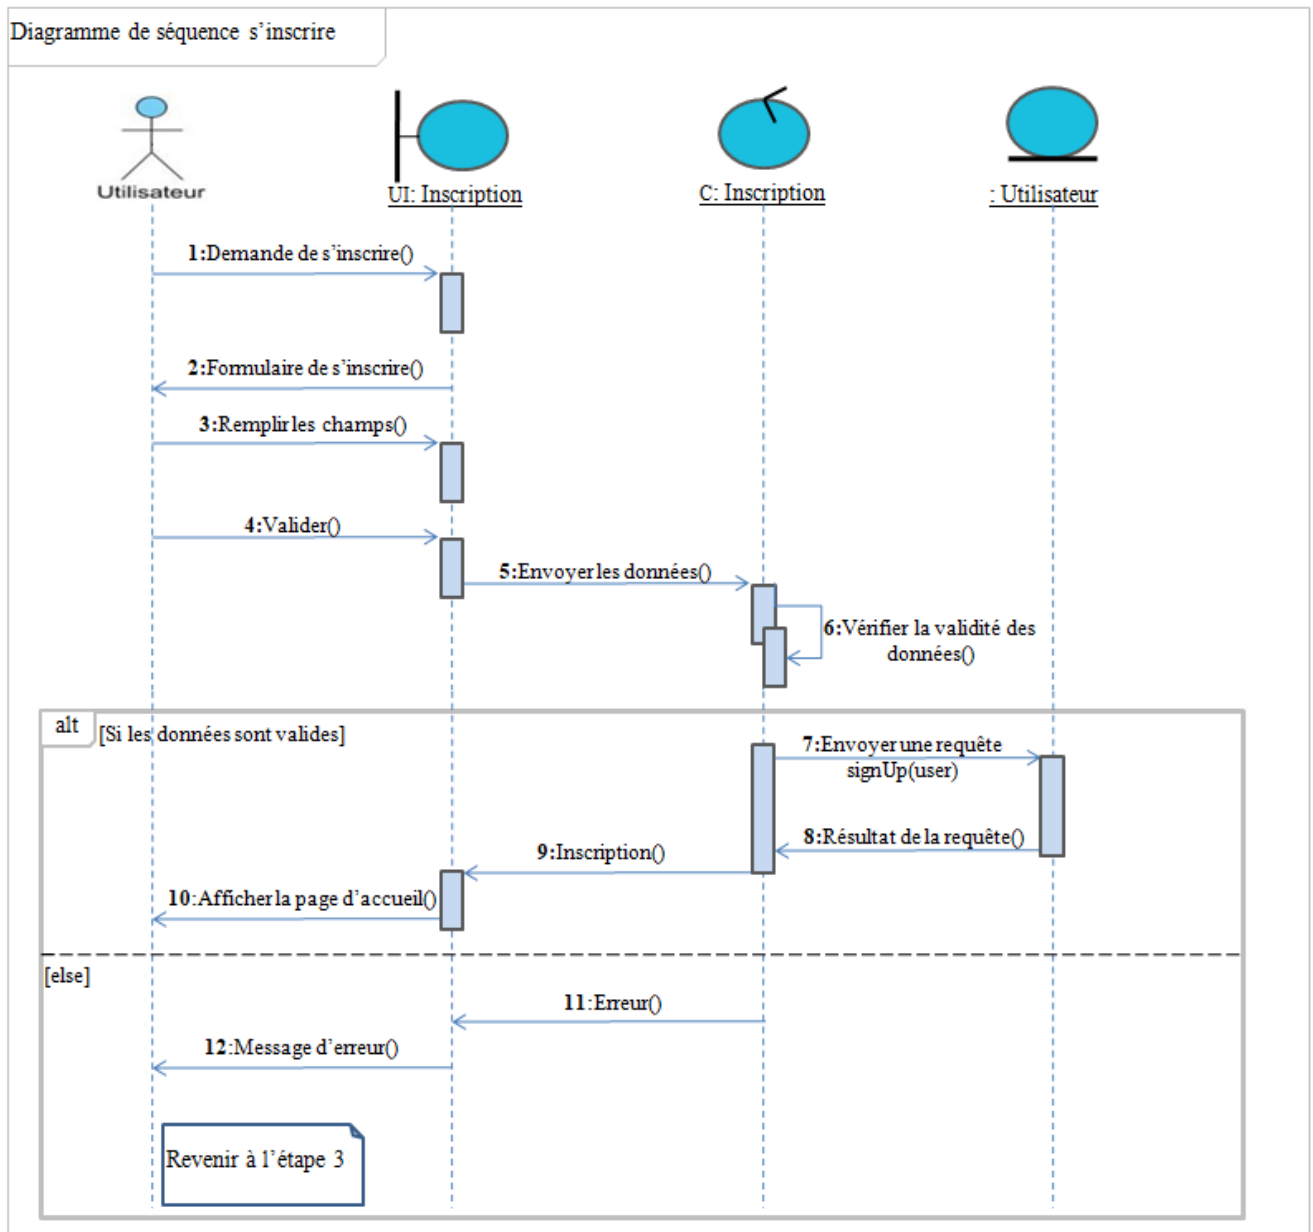 Diagramme de séquence s'inscrire
Utilisateur
UI: Inscription
C: Inscription
: Utilisateur
1:Demande de s'inscrire()
2:Formulaire de s'inscrire()
3:Remplir les champs()
4:Valider()
5:Envoyer les données()
6:Vérifier la validité des
données()
alt
[Si les données sont valides]
7:Envoyer une requête
signUp(user)
8:Résultat de la requête()
9:Inscription()
10:Afficher la page d'accueil()
[else]
11:Erreur()
12:Message d'erreur()
Revenir à l'étape 3